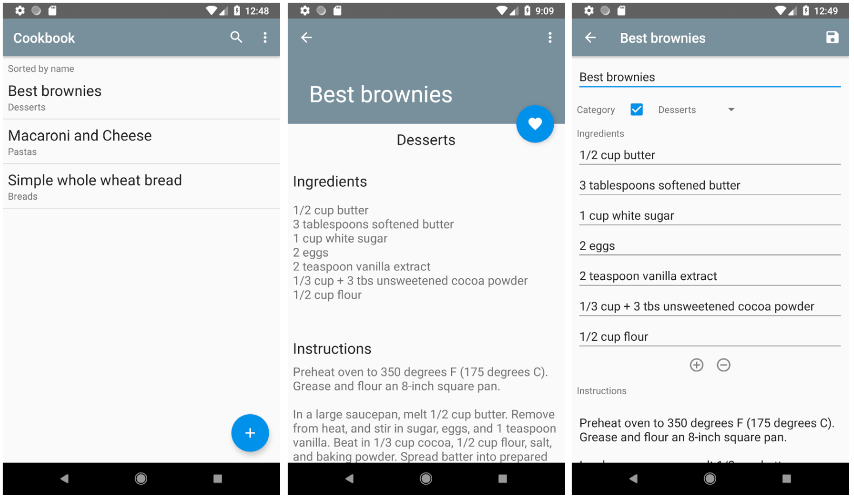 12:48
Cookbook
Sorted by name
Best brownies
Desserts
Macaroni and Cheese
Pastas
Simple whole wheat bread
Breads
9:09
Best brownies
Desserts
Ingredients
1/2 cup butter
3 tablespoons softened butter
1 cup white sugar
2 eggs
2 teaspoon vanilla extract
1/3 cup + 3 tbs unsweetened cocoa powder
1/2 cup flour
Instructions
Preheat oven to 350 degrees F (175 degrees C).
Grease and flour an 8-inch square pan.
In a large saucepan, melt 1/2 cup butter. Remove
from heat, and stir in sugar, eggs, and 1 teaspoon
vanilla. Beat in 1/3 cup cocoa, 1/2 cup flour, salt,
and baking powder. Spread batter into prepared
12:49
Best brownies
Best brownies
Category Desserts
Ingredients
1/2 cup butter
3 tablespoons softened butter
1 cup white sugar
2 eggs
2 teaspoon vanilla extract
1/3 cup + 3 tbs unsweetened cocoa powder
1/2 cup flour
Instructions
Preheat oven to 350 degrees F (175 degrees C).
Grease and flour an 8-inch square pan.